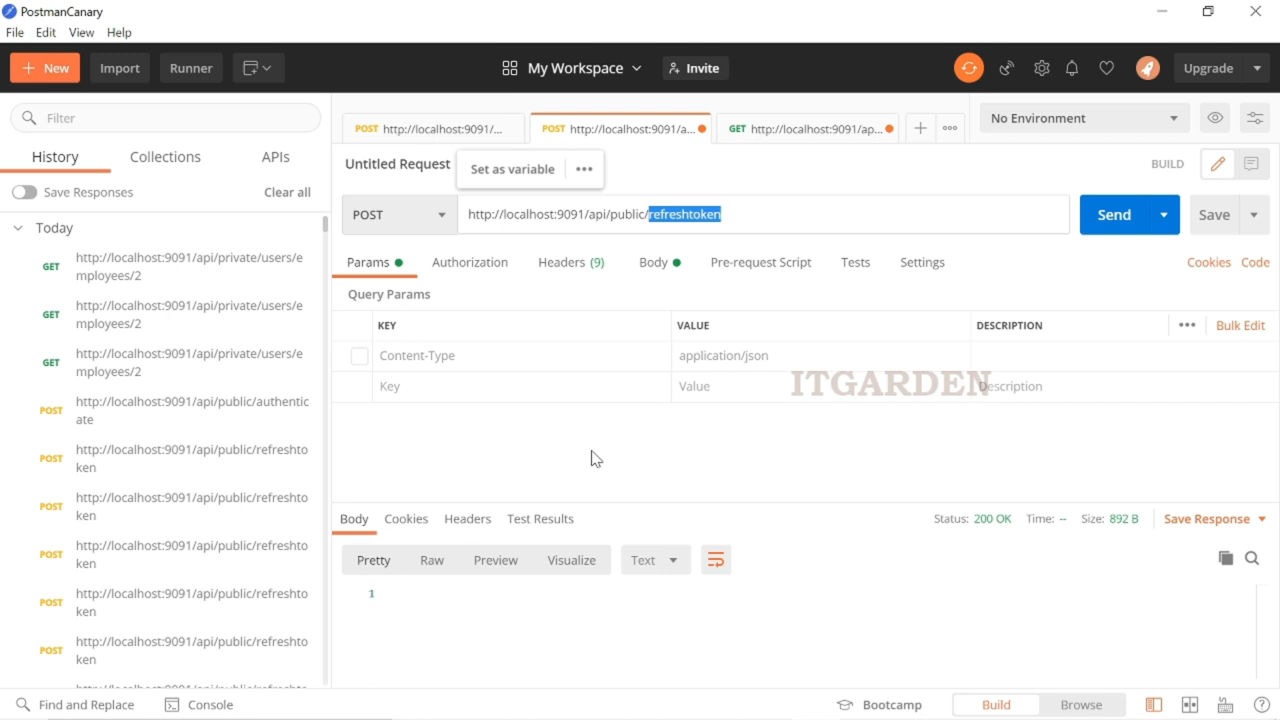 PostmanCanary
File Edit View Help
New Import Runner My Workspace Invite Upgrade
Filter
History Collections APIs
Save Responses Clear all
Today
GET http://localhost:9091/api/private/users/e
mployees/2
GET http://localhost:9091/api/private/users/e
mployees/2
GET http://localhost:9091/api/private/users/e
mployees/2
POST http://localhost:9091/api/public/authentic
ate
POST http://localhost:9091/api/public/refreshto
ken
POST http://localhost:9091/api/public/refreshto
ken
POST http://localhost:9091/api/public/refreshto
ken
POST http://localhost:9091/api/public/refreshto
ken
POST http://localhost:9091/api/public/refreshto
ken
POST http://localhost:9091/... POST http://localhost:9091/a... GET http://localhost:9091/ap... No Environment
Untitled Request Set as variable BUILD
POST http://localhost:9091/api/public/refreshtoken Send Save
Params Authorization Headers (9) Body Pre-request Script Tests Settings Cookies Code
Query Params
KEY VALUE DESCRIPTION Bulk Edit
Content-Type application/json
Key Value Description
ITGARDEN
Body Cookies Headers Test Results Status: 200 OK Time: -- Size: 892 B Save Response
Pretty Raw Preview Visualize Text
1
Find and Replace Console Bootcamp Build Browse